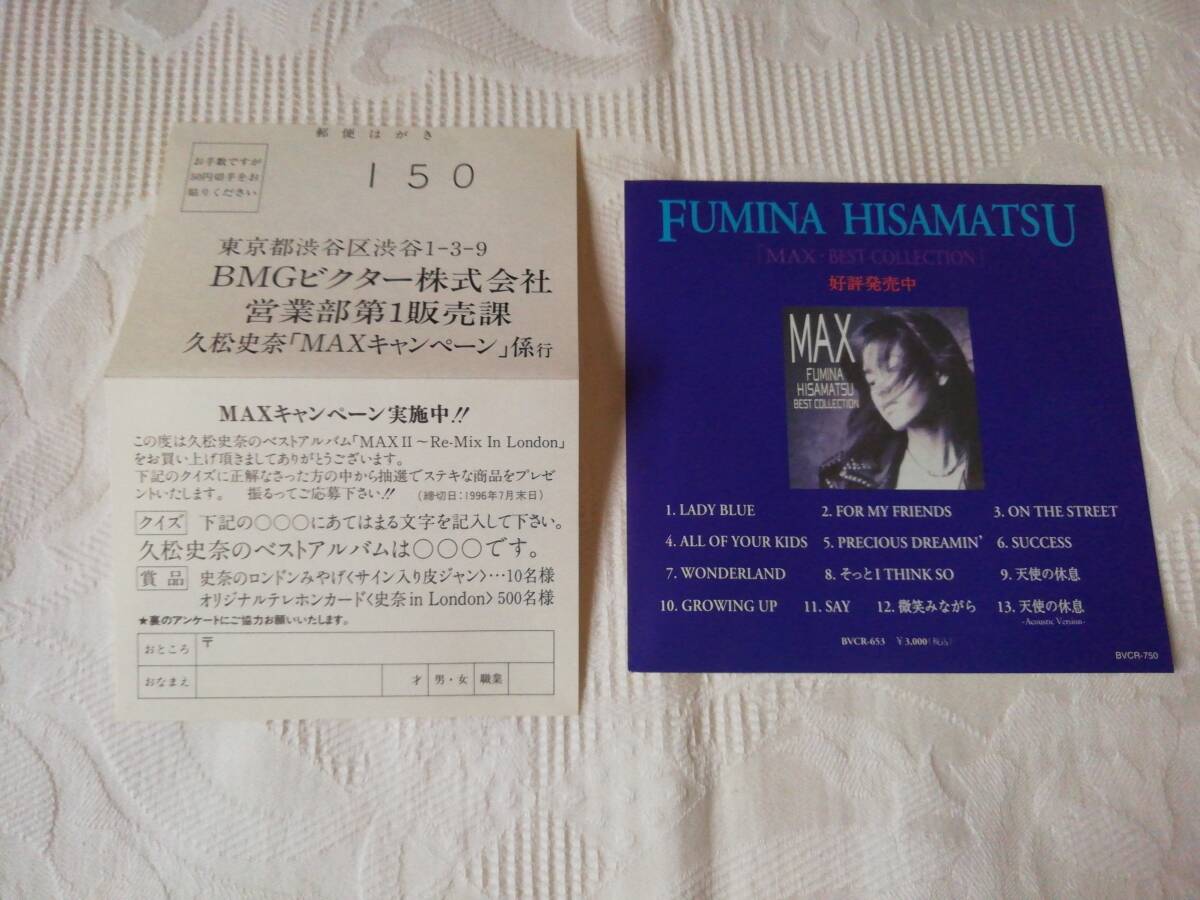 郵便はがき
お手数ですが
50円切手をお
貼りください
150
東京都渋谷区渋谷1-3-9
BMGビクター株式会社
営業部第1販売課
久松史奈「MAXキャンペーン」係行
MAXキャンペーン実施中!!
この度は久松史奈のベストアルバム「MAX II～Re-Mix In London」
をお買い上げ頂きましてありがとうございます。
下記のクイズに正解なさった方の中から抽選でステキな商品をプレゼ
ントいたします。 振るってご応募下さい!! (締切日:1996年7月末日)
クイズ 下記の〇〇〇にあてはまる文字を記入して下さい。
久松史奈のベストアルバムは〇〇〇です。
賞品 史奈のロンドンみやげ〈サイン入り皮ジャン〉…10名様
オリジナルテレホンカード〈史奈 in London〉500名様
★裏のアンケートにご協力お願いいたします。
おところ 〒
おなまえ 才 男・女 職業
FUMINA HISAMATSU
「MAX・BEST COLLECTION」
好評発売中
MAX
FUMINA
HISAMATSU
BEST COLLECTION
1. LADY BLUE 2. FOR MY FRIENDS 3. ON THE STREET
4. ALL OF YOUR KIDS 5. PRECIOUS DREAMIN' 6. SUCCESS
7. WONDERLAND 8. そっと I THINK SO 9. 天使の休息
10. GROWING UP 11. SAY 12. 微笑みながら 13. 天使の休息
-Acoustic Version-
BVCR-653 ￥3,000(税込)
BVCR-750